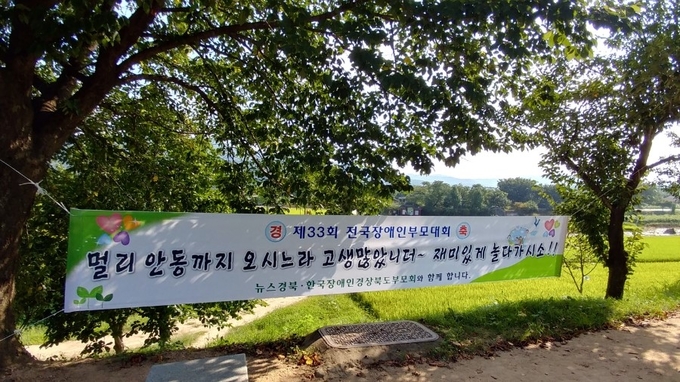 경 제33회 전국장애인부모대회 축
멀리 안동까지 오시느라 고생많았니더~ 재미있게 놀다가시소!!
뉴스경북·한국장애인경상북도부모회와 함께 합니다.